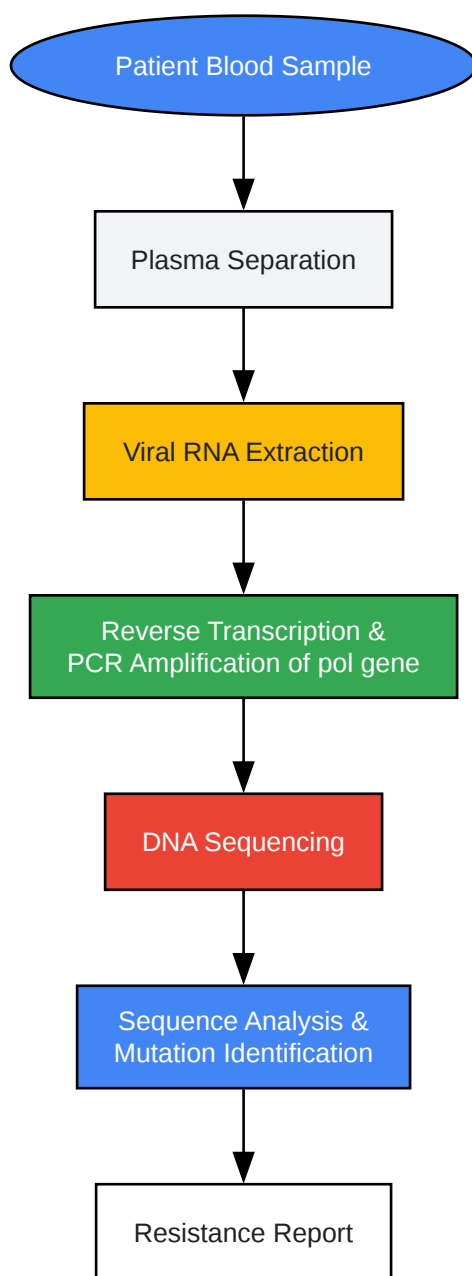 Patient Blood Sample
Plasma Separation
Viral RNA Extraction
Reverse Transcription &
PCR Amplification of pol gene
DNA Sequencing
Sequence Analysis &
Mutation Identification
Resistance Report